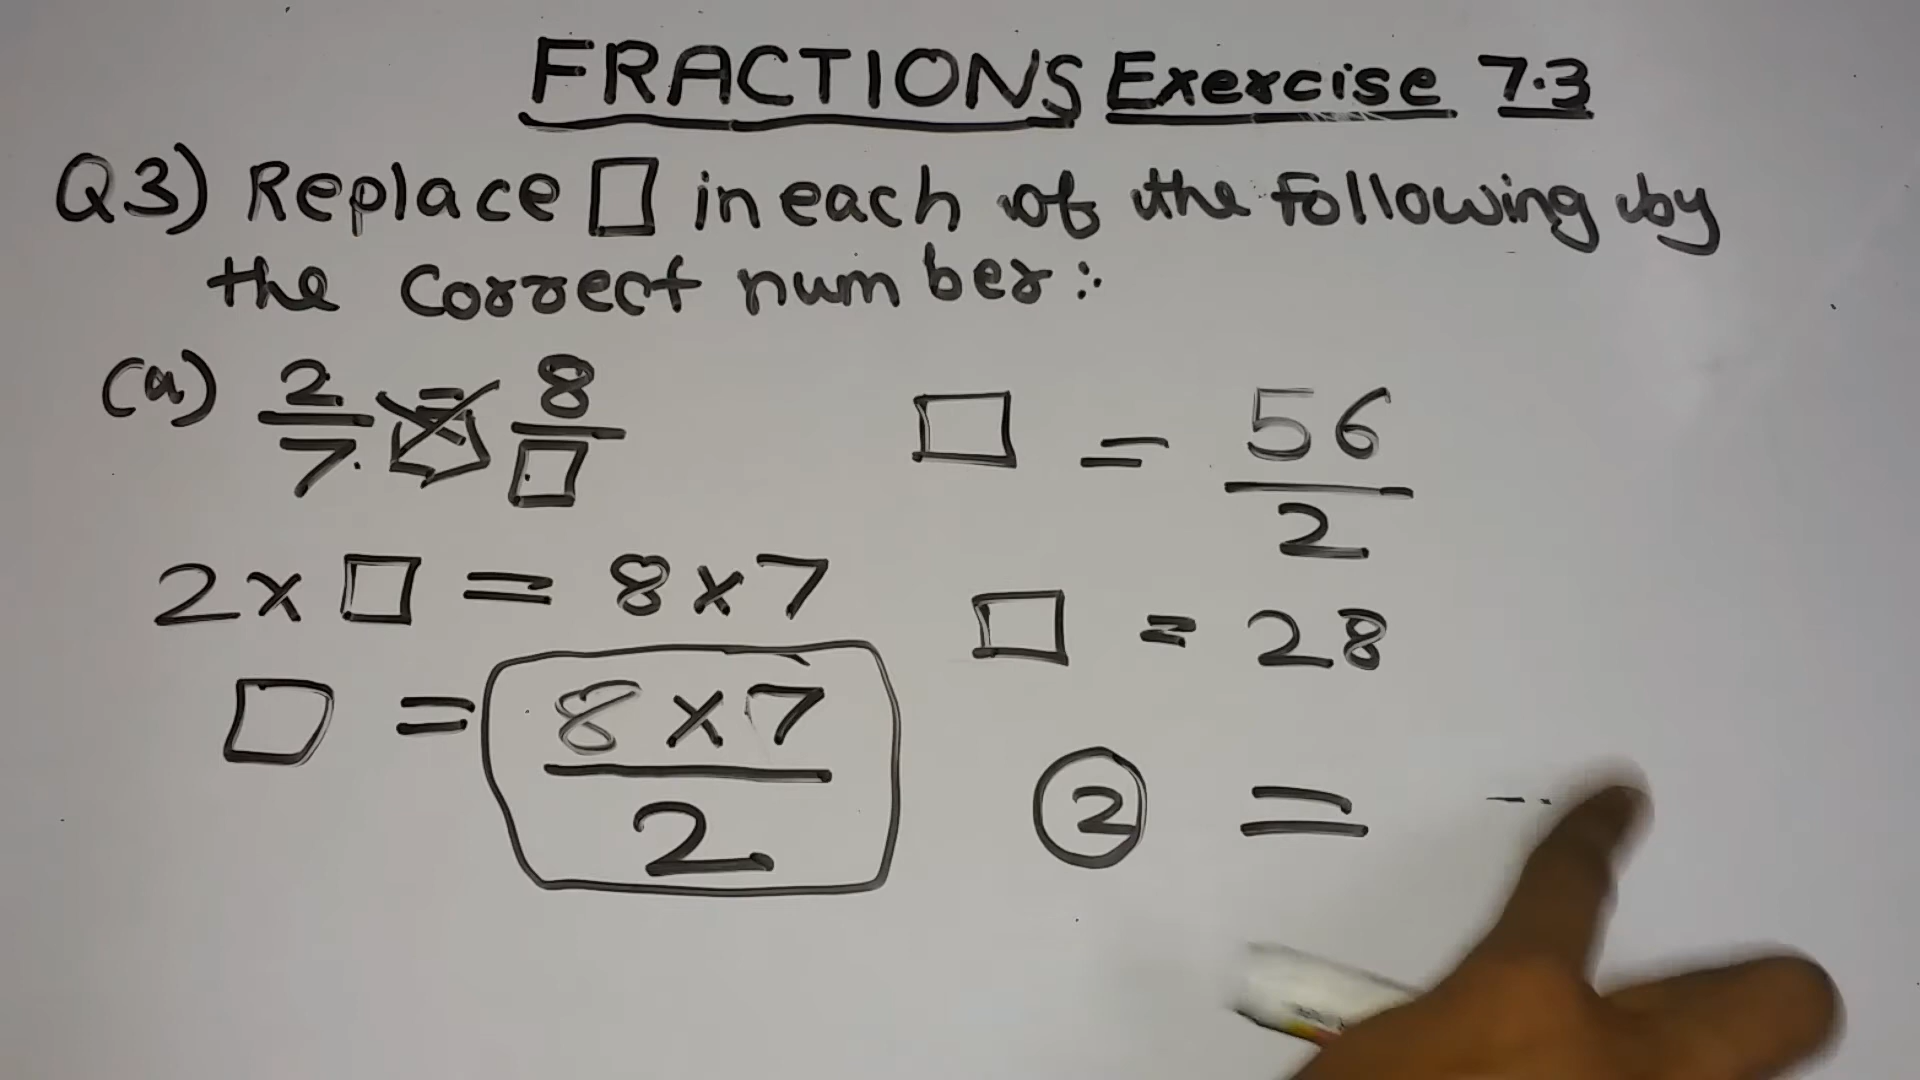 FRACTIONS Exercise 7.3
Q3) Replace □ in each of the following by
the correct number:
(a) 2/7 = 8/□
2 × □ = 8 × 7
□ = 8 × 7 / 2
□ = 56/2
□ = 28
② =